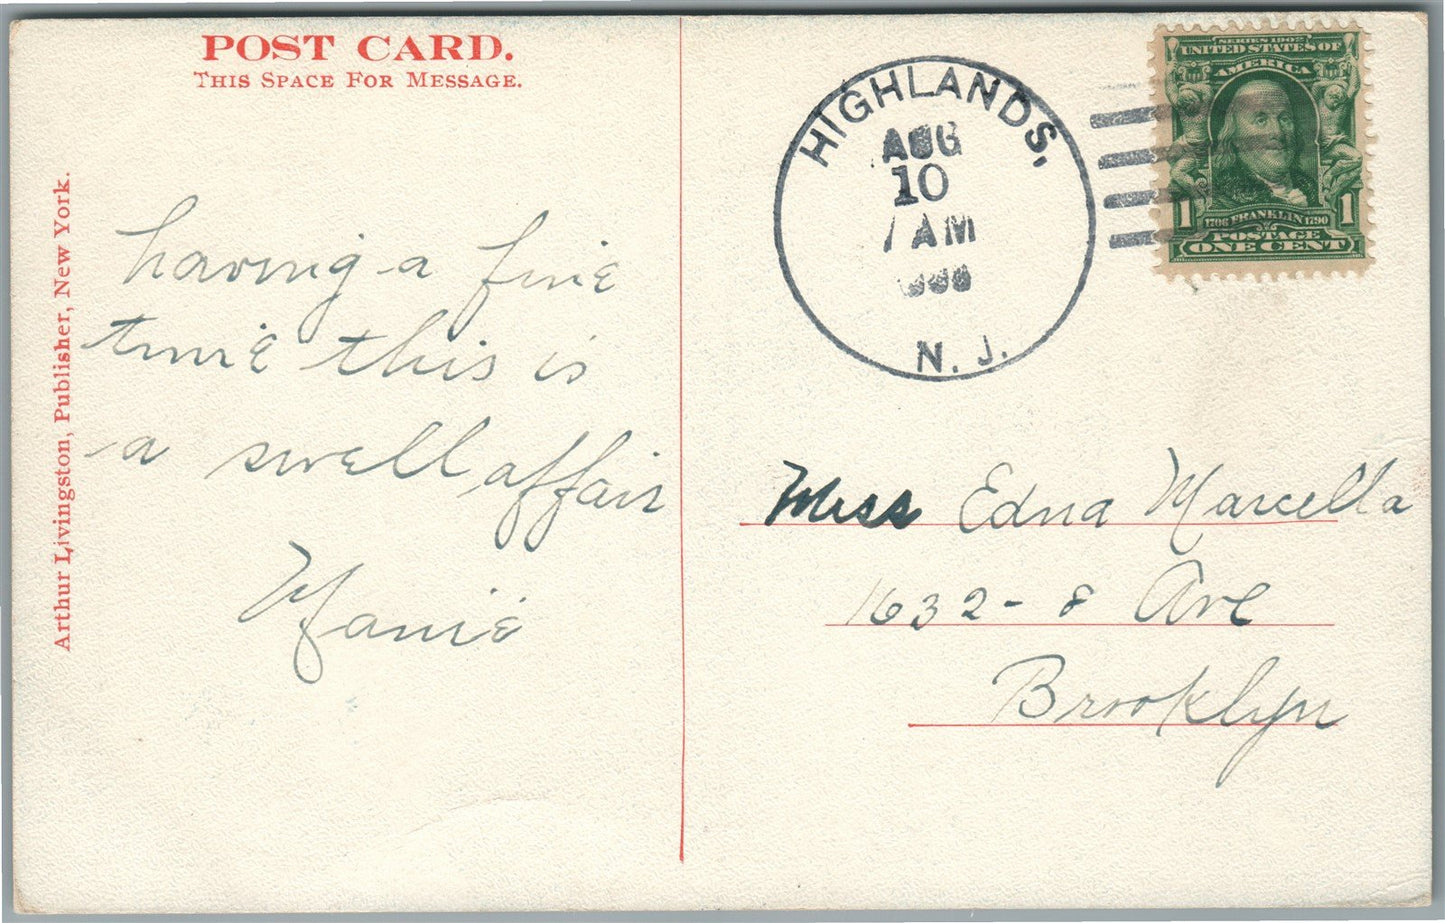 POST CARD.
THIS SPACE FOR MESSAGE.
Arthur Livingston, Publisher, New York.
having a fine
time this is
a swell affair
Mamie
HIGHLANDS,
AUG
10
AM
N. J.
SERIES 1902
UNITED STATES OF
AMERICA
1 1
1706 FRANKLIN 1790
POSTAGE
ONE CENT
Miss Edna Marcella
1632 - 8 Ave
Brooklyn